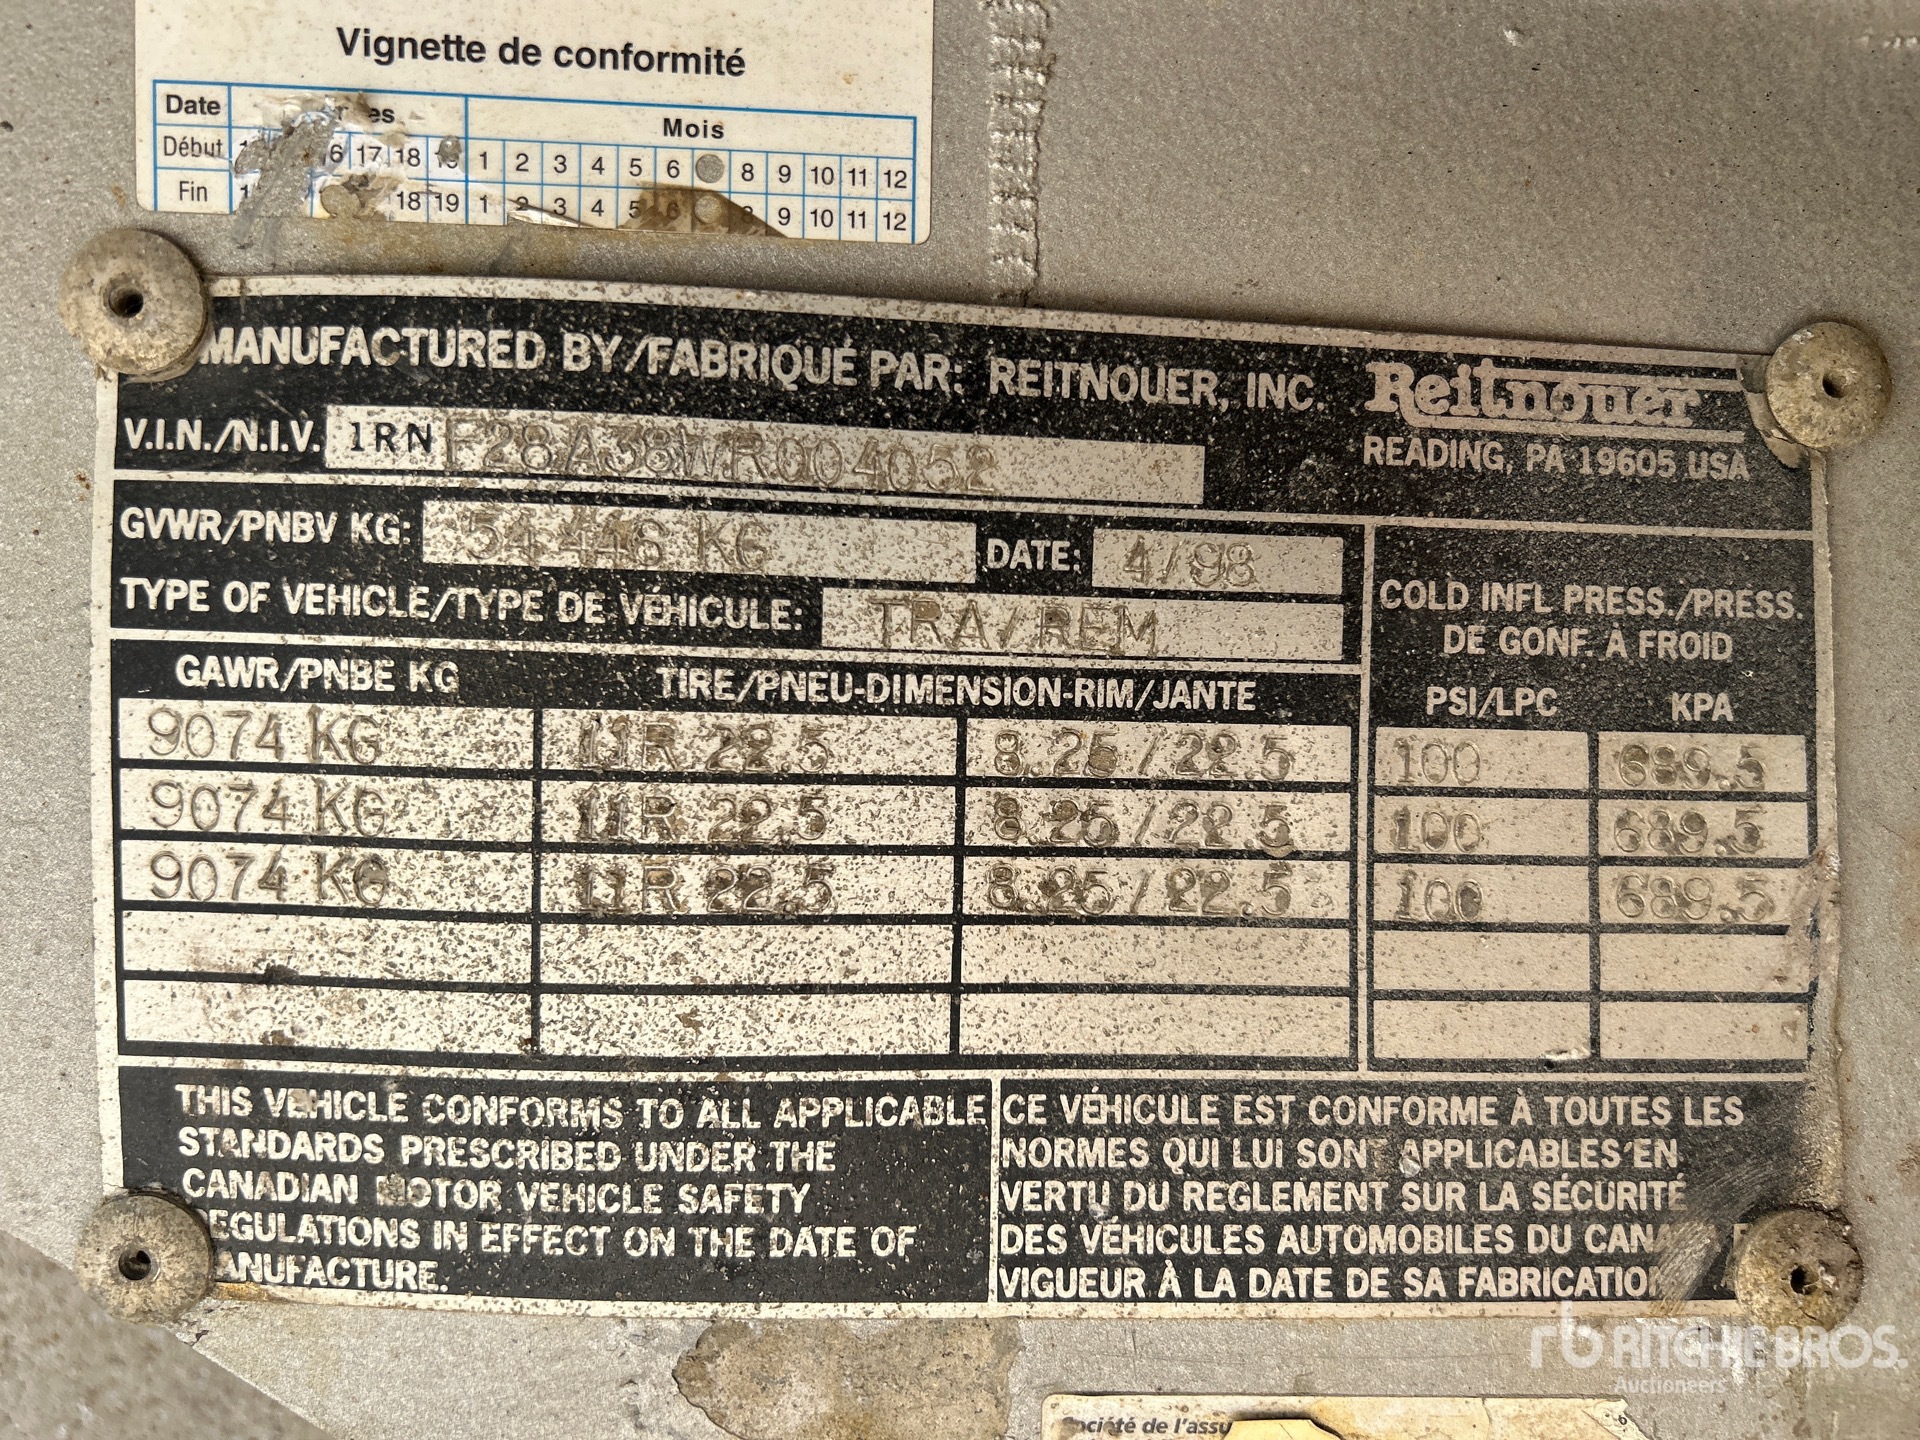 Vignette de conformité
Date Mois
Début 17 18 1 2 3 4 5 6 8 9 10 11 12
Fin 18 19 1 2 3 4 5 6 9 10 11 12
MANUFACTURED BY/FABRIQUÉ PAR: REITNOUER, INC. Reitnouer
V.I.N./N.I.V. 1RNF28A38WR004052 READING, PA 19605 USA
GVWR/PNBV KG: 54 446 KG DATE: 4/98
TYPE OF VEHICLE/TYPE DE VÉHICULE: TRA/REM
COLD INFL PRESS./PRESS.
DE GONF. À FROID
GAWR/PNBE KG TIRE/PNEU-DIMENSION-RIM/JANTE PSI/LPC KPA
9074 KG 11R 22.5 8.25/22.5 100 689.5
9074 KG 11R 22.5 8.25/22.5 100 689.5
9074 KG 11R 22.5 8.25/22.5 100 689.5
THIS VEHICLE CONFORMS TO ALL APPLICABLE
STANDARDS PRESCRIBED UNDER THE
CANADIAN MOTOR VEHICLE SAFETY
REGULATIONS IN EFFECT ON THE DATE OF
MANUFACTURE.
CE VÉHICULE EST CONFORME À TOUTES LES
NORMES QUI LUI SONT APPLICABLES EN
VERTU DU REGLEMENT SUR LA SÉCURITÉ
DES VÉHICULES AUTOMOBILES DU CANADA
VIGUEUR À LA DATE DE SA FABRICATION
rb RITCHIE BROS.
Auctioneers
Société de l'assu